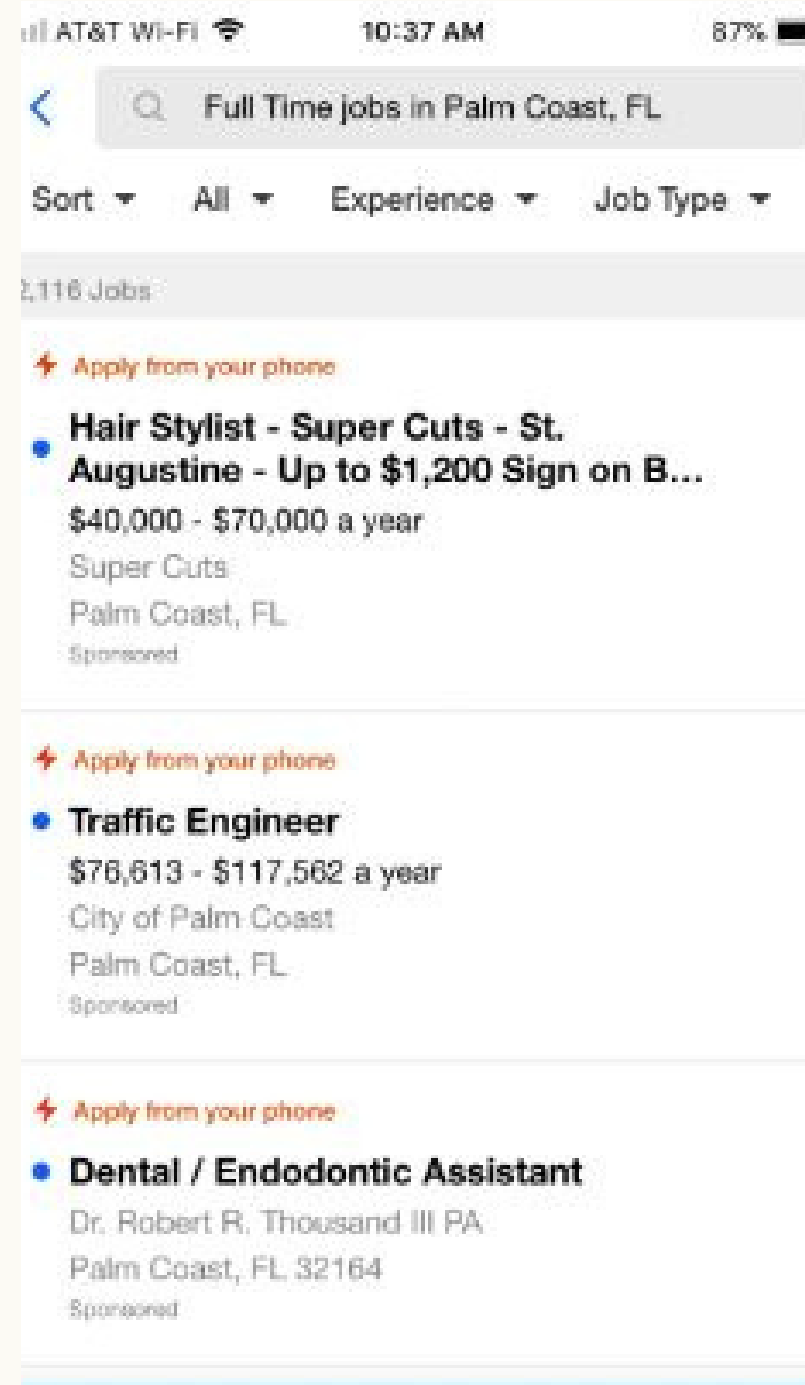 AT&T Wi-Fi 10:37 AM 87%
Full Time jobs in Palm Coast, FL
Sort All Experience Job Type
2,116 Jobs
Apply from your phone
Hair Stylist - Super Cuts - St.
Augustine - Up to $1,200 Sign on B...
$40,000 - $70,000 a year
Super Cuts
Palm Coast, FL
Sponsored
Apply from your phone
Traffic Engineer
$76,613 - $117,562 a year
City of Palm Coast
Palm Coast, FL
Sponsored
Apply from your phone
Dental / Endodontic Assistant
Dr. Robert R. Thousand III PA
Palm Coast, FL 32164
Sponsored